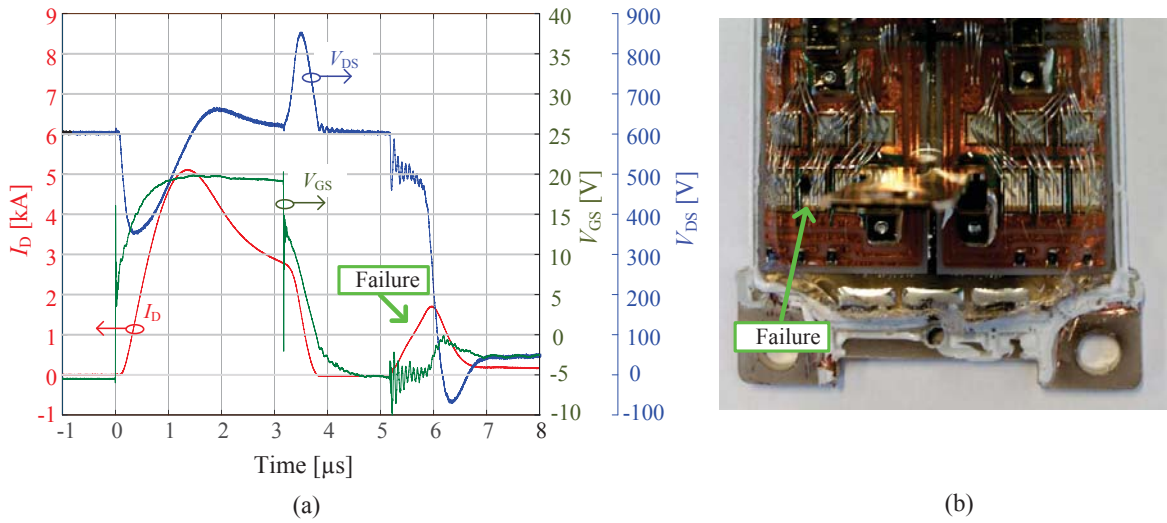 9
8
7
6
5
4
3
2
1
0
-1
I_D [kA]
40
35
30
25
20
15
10
5
0
-5
-10
V_GS [V]
900
800
700
600
500
400
300
200
100
0
-100
V_DS [V]
V_DS
V_GS
Failure
I_D
-1 0 1 2 3 4 5 6 7 8
Time [µs]
(a)
Failure
(b)